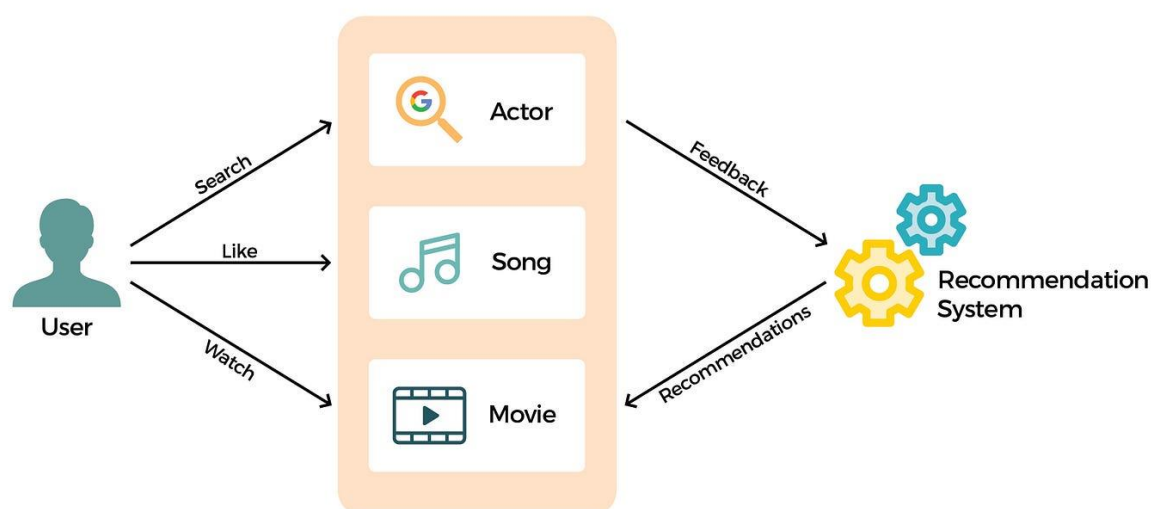 Actor
Search
Feedback
Like
Song
User
Watch
Recommendation
System
Recommendations
Movie